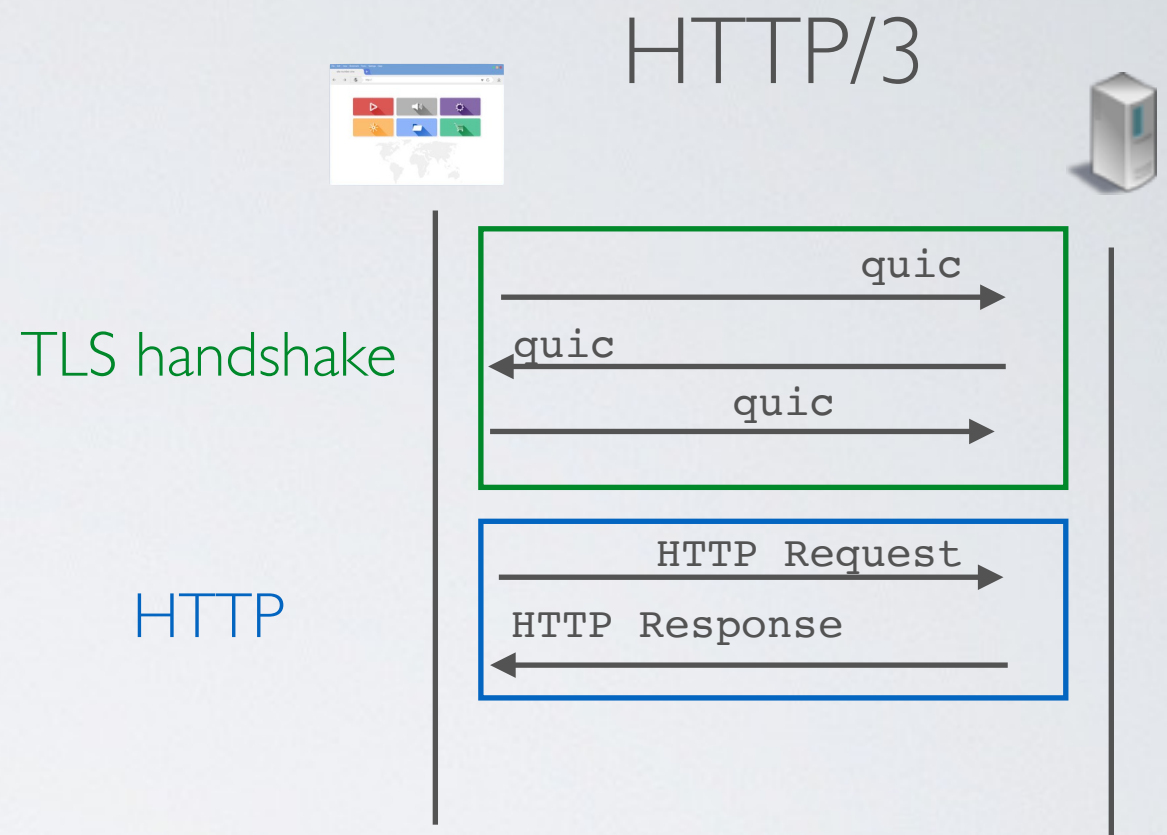 HTTP/3
quic
TLS handshake
quic
quic
HTTP Request
HTTP
HTTP Response